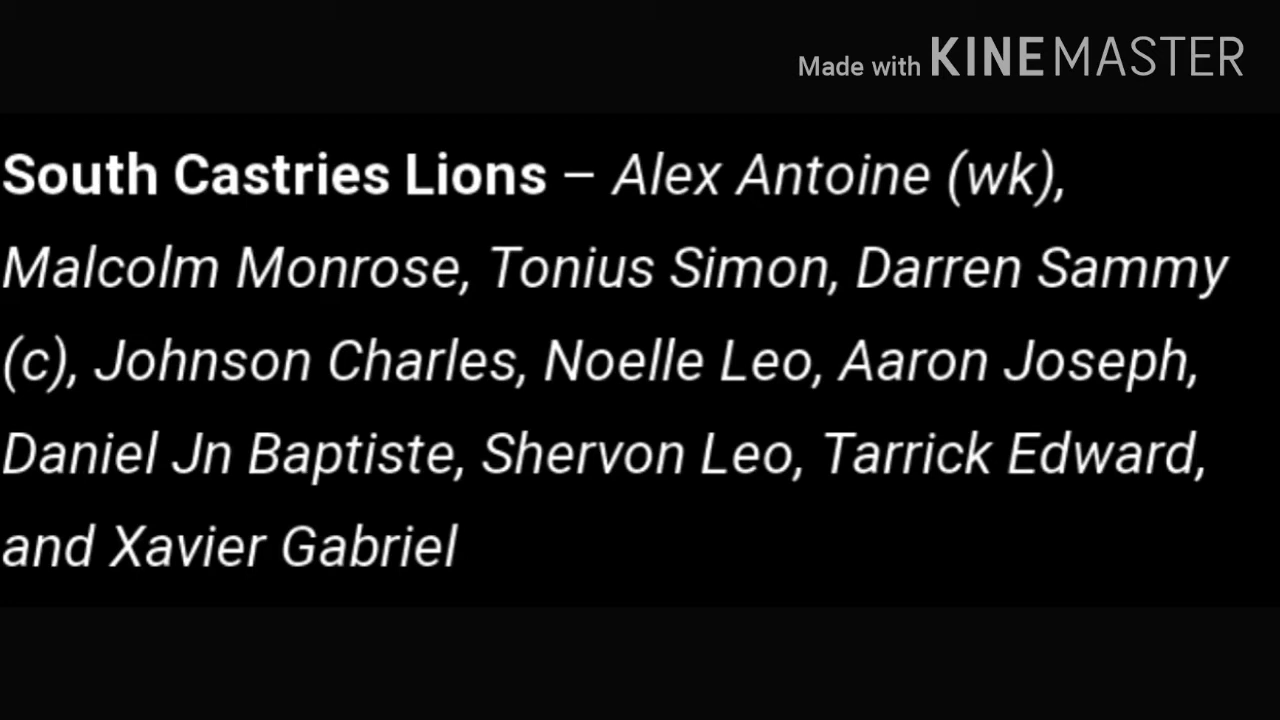 Made with KINEMASTER
South Castries Lions – Alex Antoine (wk),
Malcolm Monrose, Tonius Simon, Darren Sammy
(c), Johnson Charles, Noelle Leo, Aaron Joseph,
Daniel Jn Baptiste, Shervon Leo, Tarrick Edward,
and Xavier Gabriel